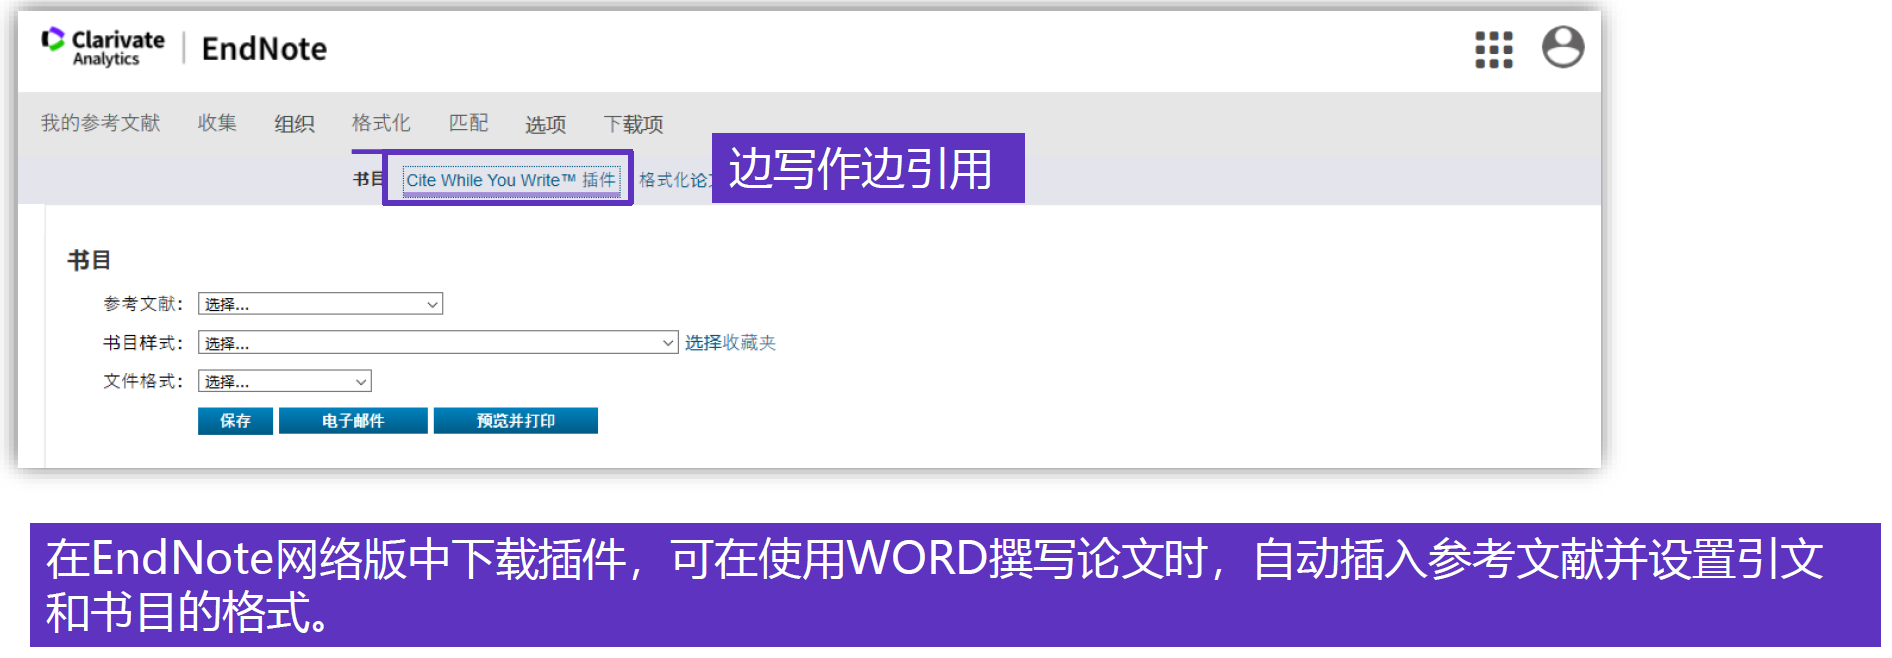 Clarivate
Analytics
EndNote
我的参考文献 收集 组织 格式化 匹配 选项 下载项
书目 Cite While You Write™ 插件 格式化论
边写作边引用
书目
参考文献： 选择...
书目样式： 选择... 选择收藏夹
文件格式： 选择...
保存 电子邮件 预览并打印
在EndNote网络版中下载插件，可在使用WORD撰写论文时，自动插入参考文献并设置引文
和书目的格式。